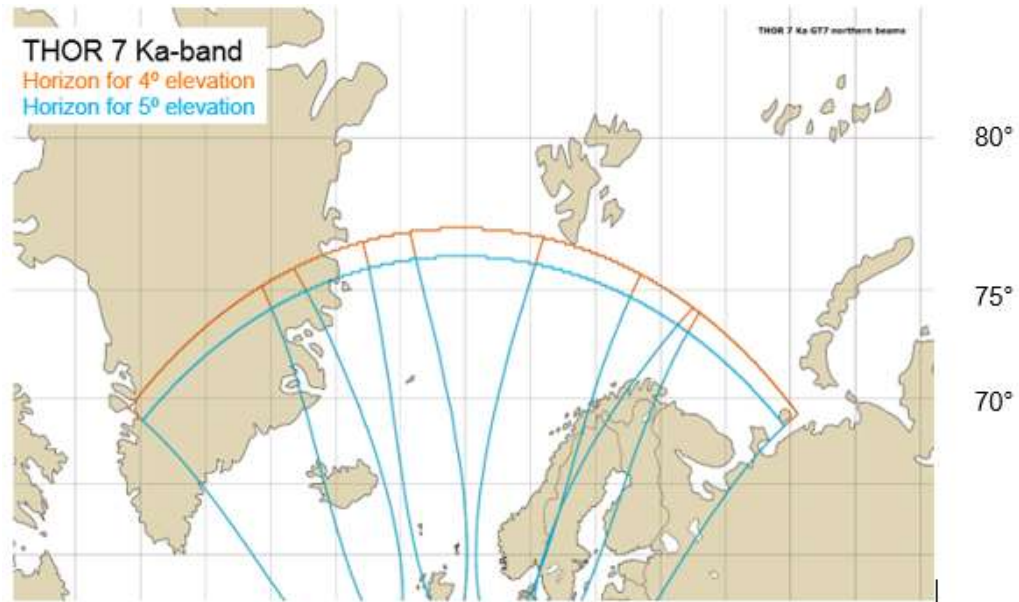 THOR 7 Ka-band
Horizon for 4º elevation
Horizon for 5º elevation
THOR 7 Ka GT7 northern beams
80°
75°
70°